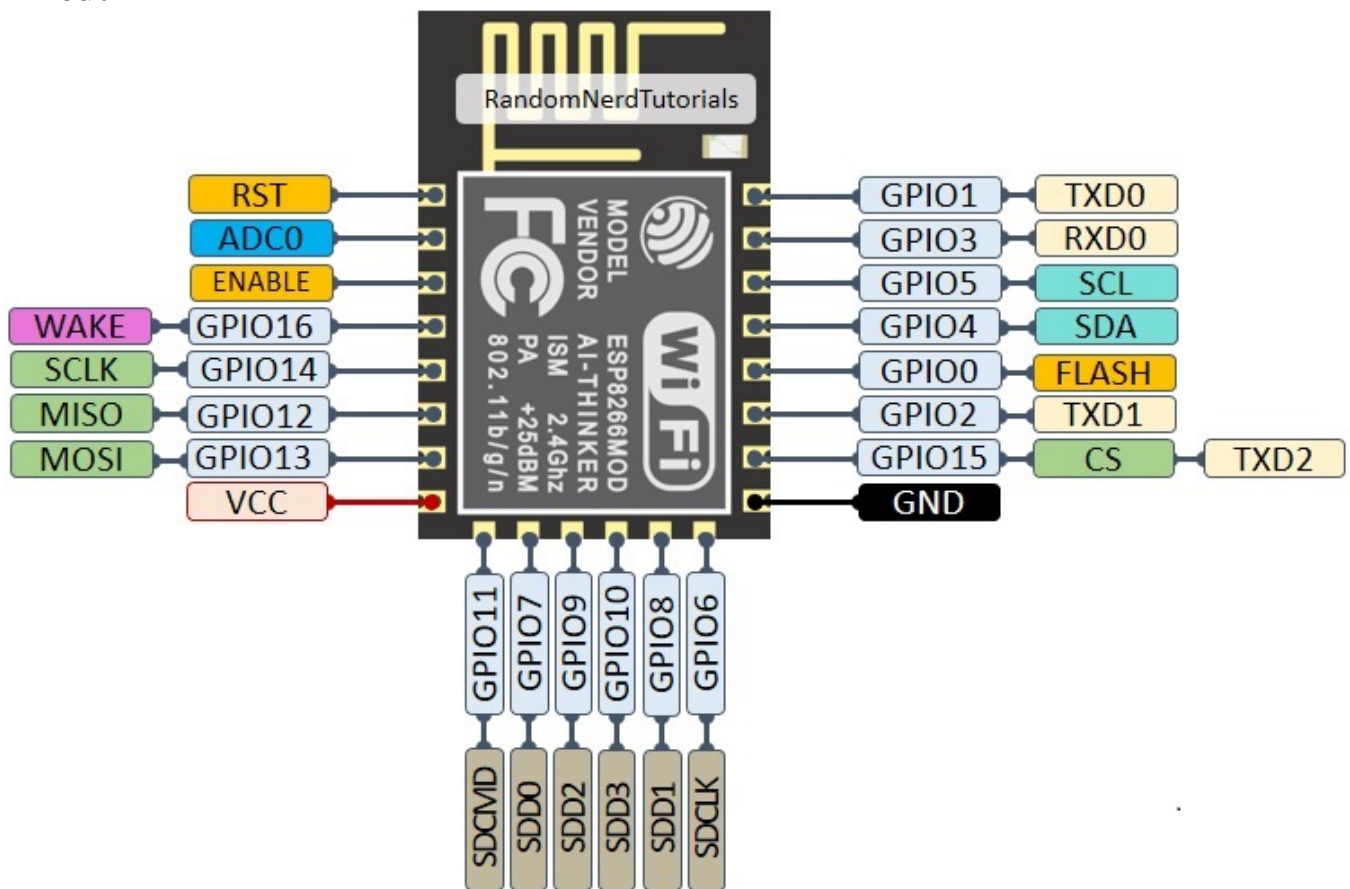 RandomNerdTutorials
RST
ADC0
ENABLE
WAKE GPIO16
SCLK GPIO14
MISO GPIO12
MOSI GPIO13
VCC
FC
MODEL
VENDOR
ESP8266MOD
AI-THINKER
ISM 2.4Ghz
PA +25dBM
802.11b/g/n
Wi Fi
GPIO1 TXD0
GPIO3 RXD0
GPIO5 SCL
GPIO4 SDA
GPIO0 FLASH
GPIO2 TXD1
GPIO15 CS TXD2
GND
GPIO11 SDCMD
GPIO7 SDD0
GPIO9 SDD2
GPIO10 SDD3
GPIO8 SDD1
GPIO6 SDCLK